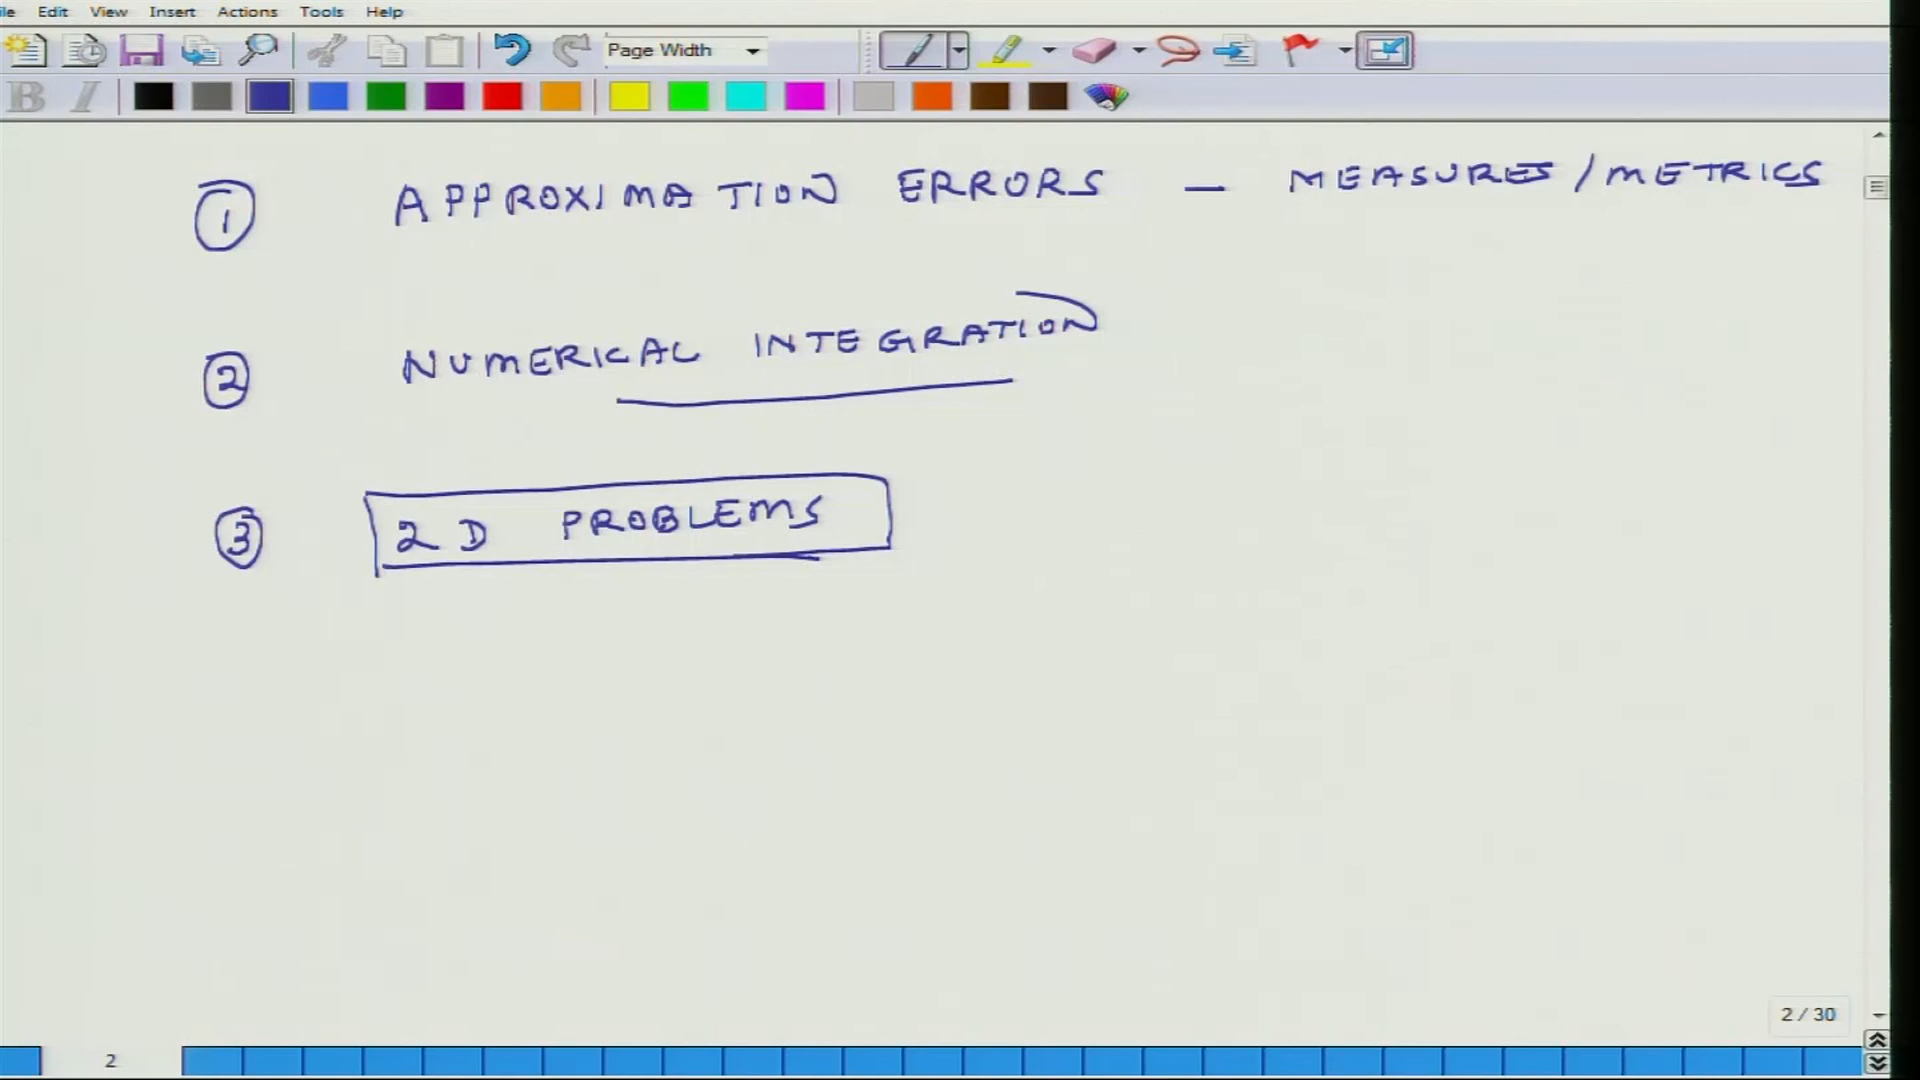 ile Edit View Insert Actions Tools Help
Page Width
B I
1 APPROXIMATION ERRORS — MEASURES/METRICS
2 NUMERICAL INTEGRATION
3 2D PROBLEMS
2 / 30
2